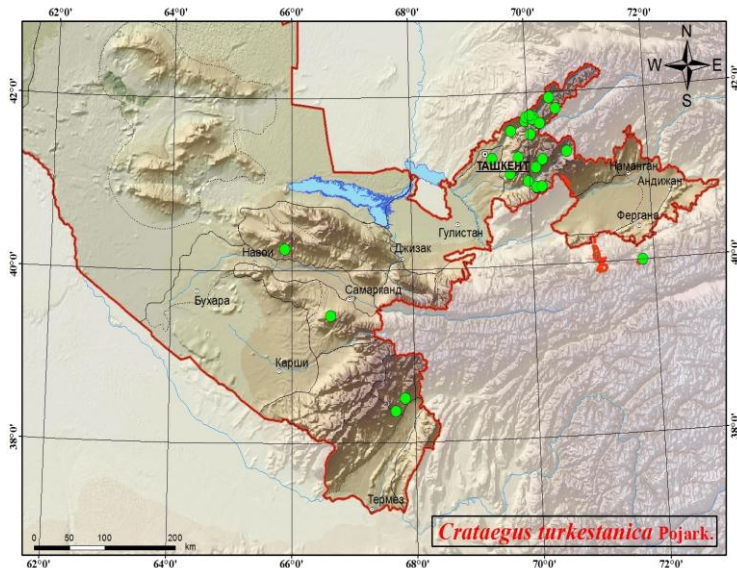 62°0' 64°0' 66°0' 68°0' 70°0' 72°0'
N
W E
S
42°0' 42°0'
ТАШКЕНТ
Наманган
Андижан
Фергана
Гулистан
Джизак
Навои
40°0' 40°0'
Самарканд
Бухара
Карши
38°0' 38°0'
Термез
Crataegus turkestanica Pojark.
0 50 100 200
km
62°0' 64°0' 66°0' 68°0' 70°0' 72°0'